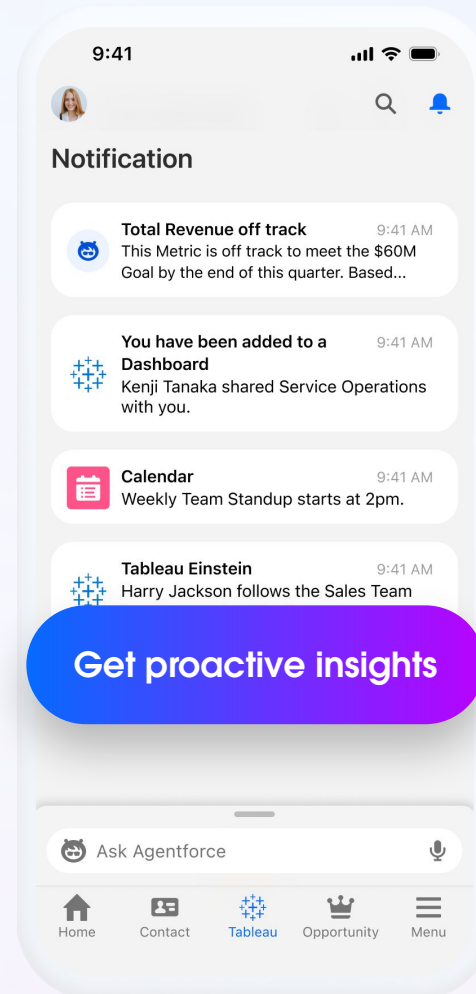 9:41
Notification
Total Revenue off track 9:41 AM
This Metric is off track to meet the $60M
Goal by the end of this quarter. Based...
You have been added to a 9:41 AM
Dashboard
Kenji Tanaka shared Service Operations
with you.
Calendar 9:41 AM
Weekly Team Standup starts at 2pm.
Tableau Einstein 9:41 AM
Harry Jackson follows the Sales Team
Get proactive insights
Ask Agentforce
Home Contact Tableau Opportunity Menu